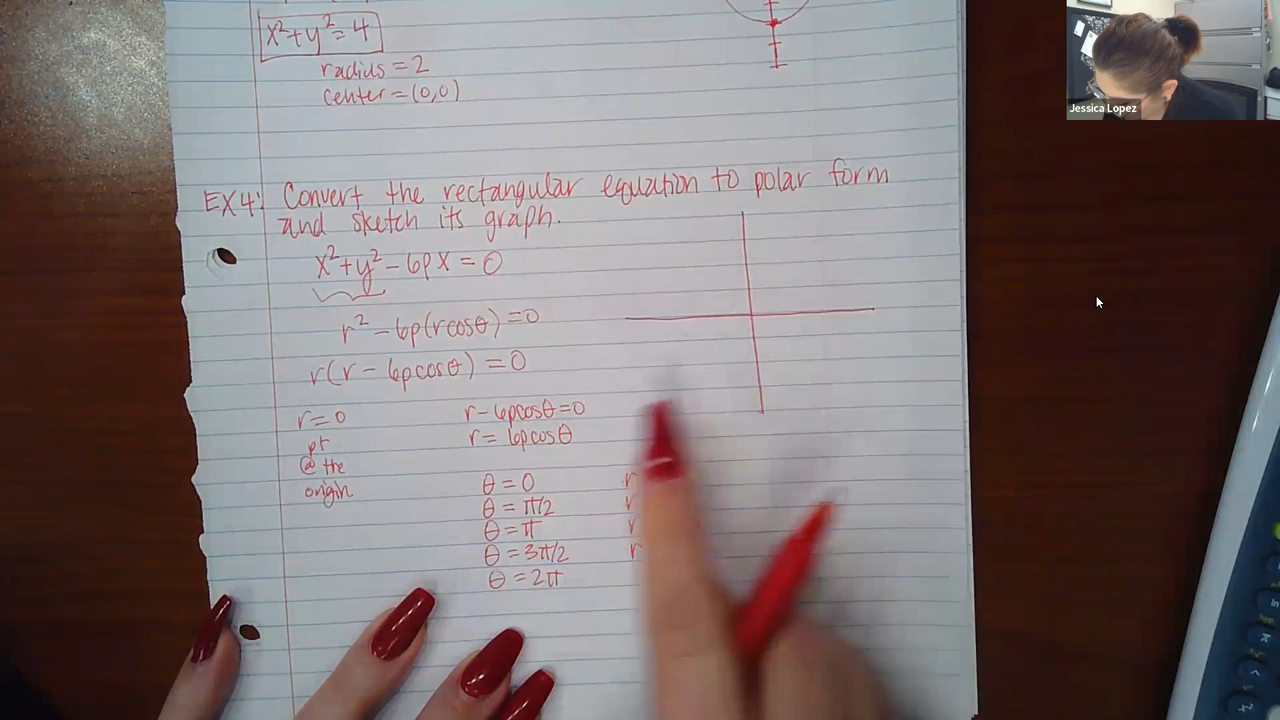 x²+y²=4
radius = 2
center = (0,0)
Jessica Lopez
EX4: Convert the rectangular equation to polar form
and sketch its graph.
x²+y² - 6px = 0
r² - 6p(rcosθ) = 0
r(r - 6pcosθ) = 0
r = 0
pt
@ the
origin
r - 6pcosθ = 0
r = 6pcosθ
θ = 0 r
θ = π/2 r
θ = π r
θ = 3π/2 r
θ = 2π